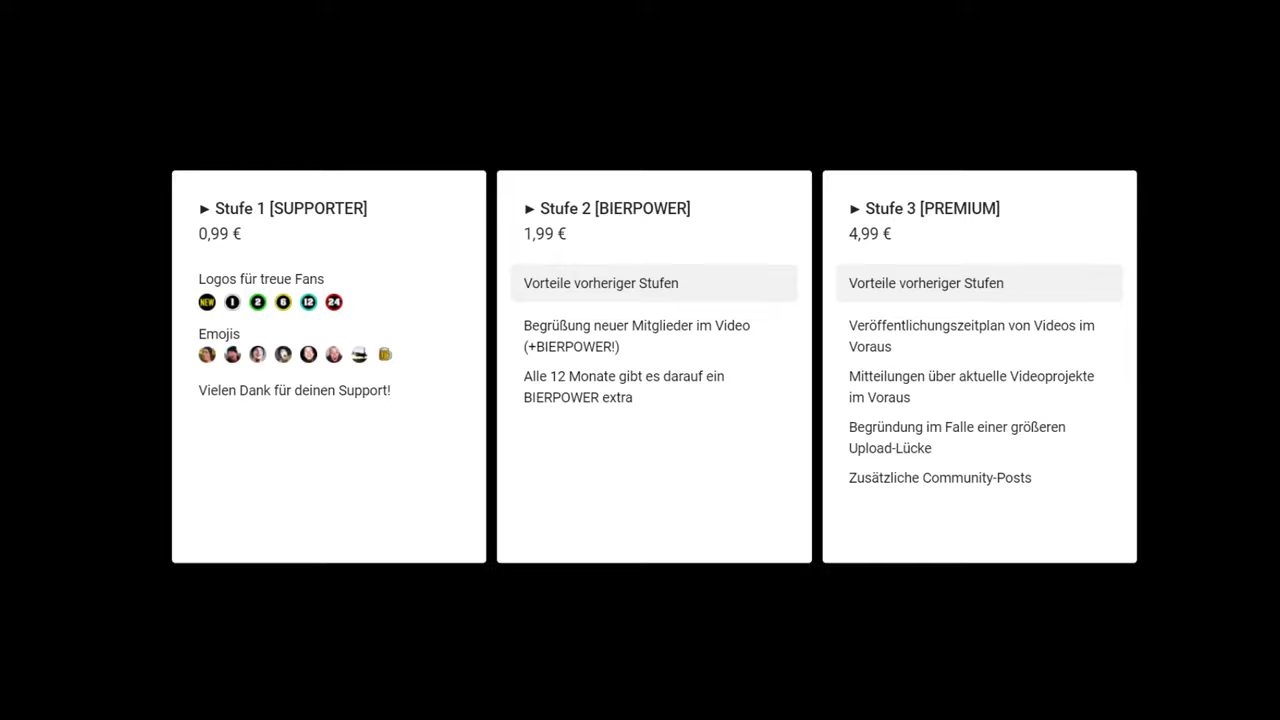 ► Stufe 1 [SUPPORTER]
0,99 €
Logos für treue Fans
NEW 1 2 6 12 24
Emojis
Vielen Dank für deinen Support!
► Stufe 2 [BIERPOWER]
1,99 €
Vorteile vorheriger Stufen
Begrüßung neuer Mitglieder im Video
(+BIERPOWER!)
Alle 12 Monate gibt es darauf ein
BIERPOWER extra
► Stufe 3 [PREMIUM]
4,99 €
Vorteile vorheriger Stufen
Veröffentlichungszeitplan von Videos im
Voraus
Mitteilungen über aktuelle Videoprojekte
im Voraus
Begründung im Falle einer größeren
Upload-Lücke
Zusätzliche Community-Posts